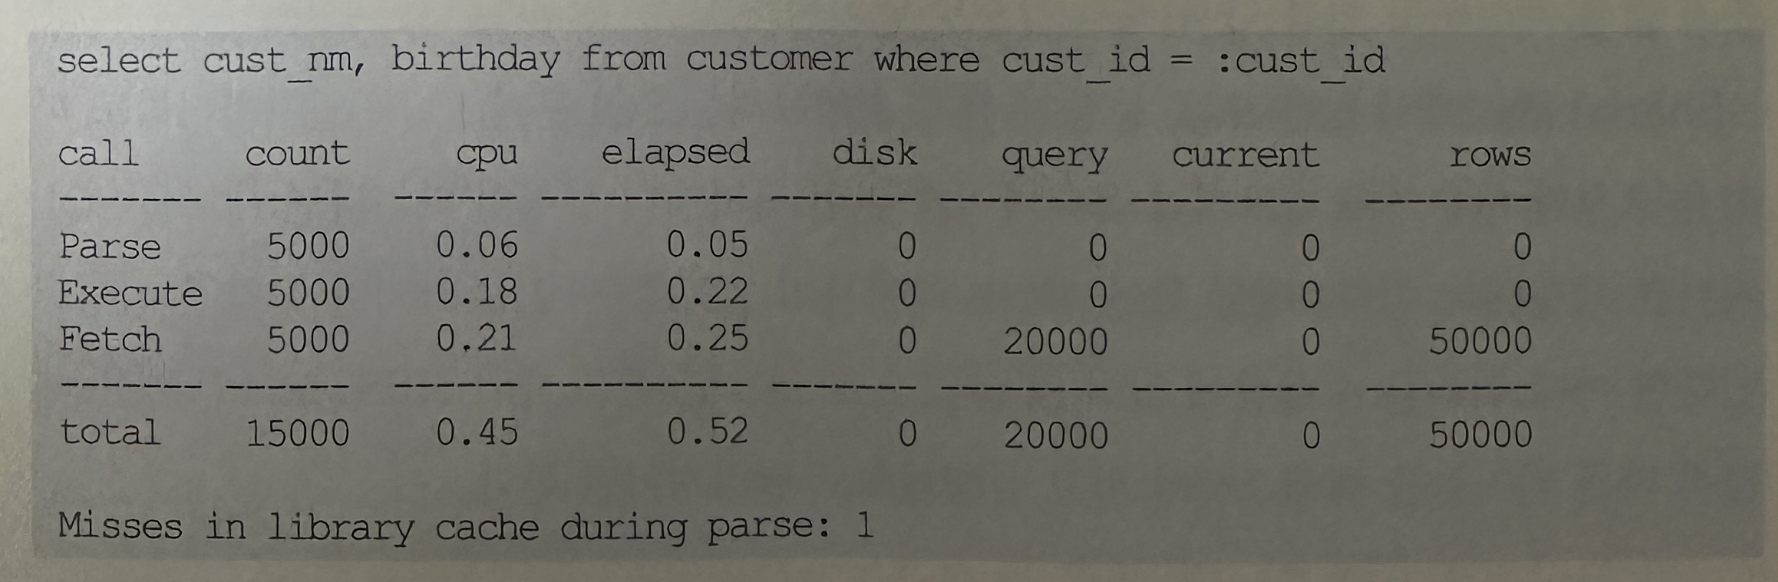 select cust_nm, birthday from customer where cust_id = :cust_id
call count cpu elapsed disk query current rows
------- ------ ------ ---------- ------- -------- --------- --------
Parse 5000 0.06 0.05 0 0 0 0
Execute 5000 0.18 0.22 0 0 0 0
Fetch 5000 0.21 0.25 0 20000 0 50000
------- ------ ------ ---------- ------- -------- --------- --------
total 15000 0.45 0.52 0 20000 0 50000
Misses in library cache during parse: 1